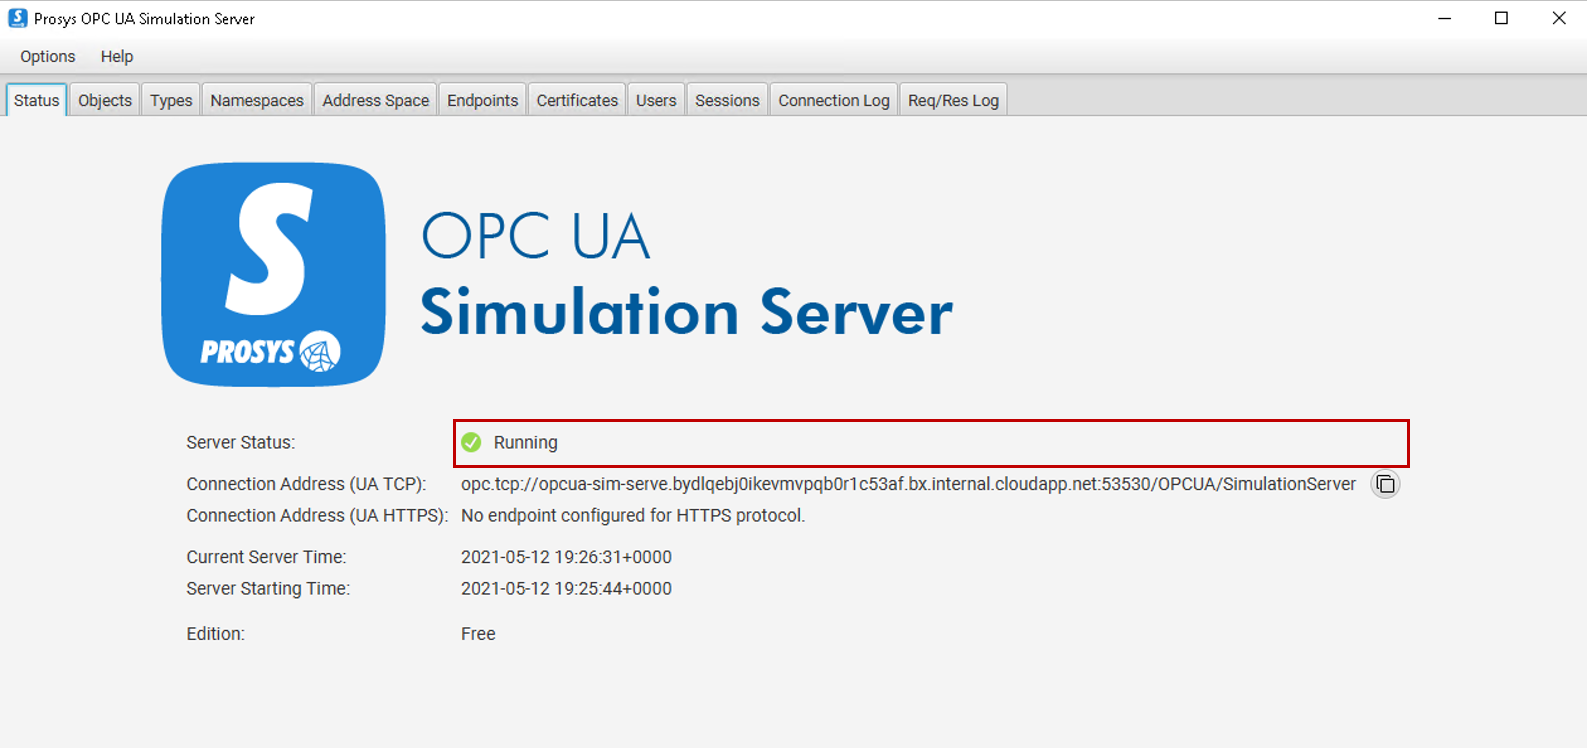 Prosys OPC UA Simulation Server
Options Help
Status Objects Types Namespaces Address Space Endpoints Certificates Users Sessions Connection Log Req/Res Log
S
PROSYS
OPC UA
Simulation Server
Server Status: Running
Connection Address (UA TCP): opc.tcp://opcua-sim-serve.bydlqebj0ikevmvpqb0r1c53af.bx.internal.cloudapp.net:53530/OPCUA/SimulationServer
Connection Address (UA HTTPS): No endpoint configured for HTTPS protocol.
Current Server Time: 2021-05-12 19:26:31+0000
Server Starting Time: 2021-05-12 19:25:44+0000
Edition: Free